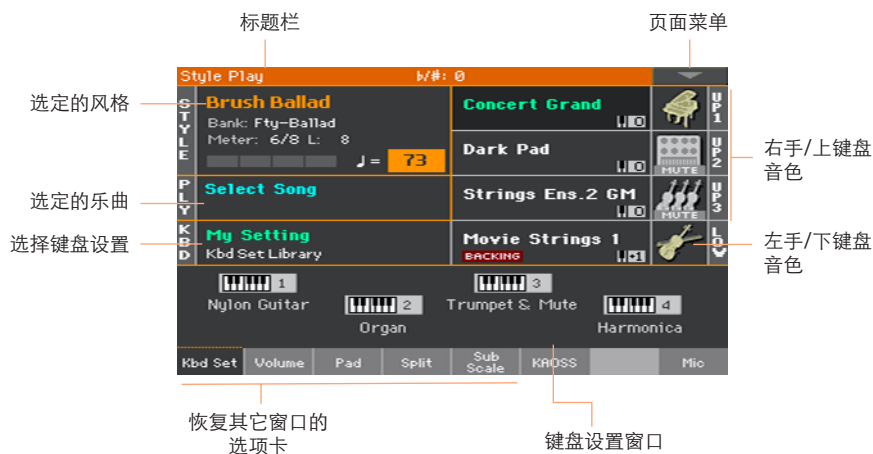 标题栏
页面菜单
Style Play
♭/#: 0
选定的风格
STYLE
Brush Ballad
Bank: Fty-Ballad
Meter: 6/8 L: 8
♩ = 73
Concert Grand
0
UP1
Dark Pad
0
MUTE
UP2
右手/上键盘
音色
选定的乐曲
PLY
Select Song
Strings Ens.2 GM
0
MUTE
UP3
选择键盘设置
KBD
My Setting
Kbd Set Library
Movie Strings 1
BACKING
+1
LOW
左手/下键盘
音色
1
Nylon Guitar
2
Organ
3
Trumpet & Mute
4
Harmonica
Kbd Set
Volume
Pad
Split
Sub
Scale
KAOSS
Mic
恢复其它窗口的
选项卡
键盘设置窗口